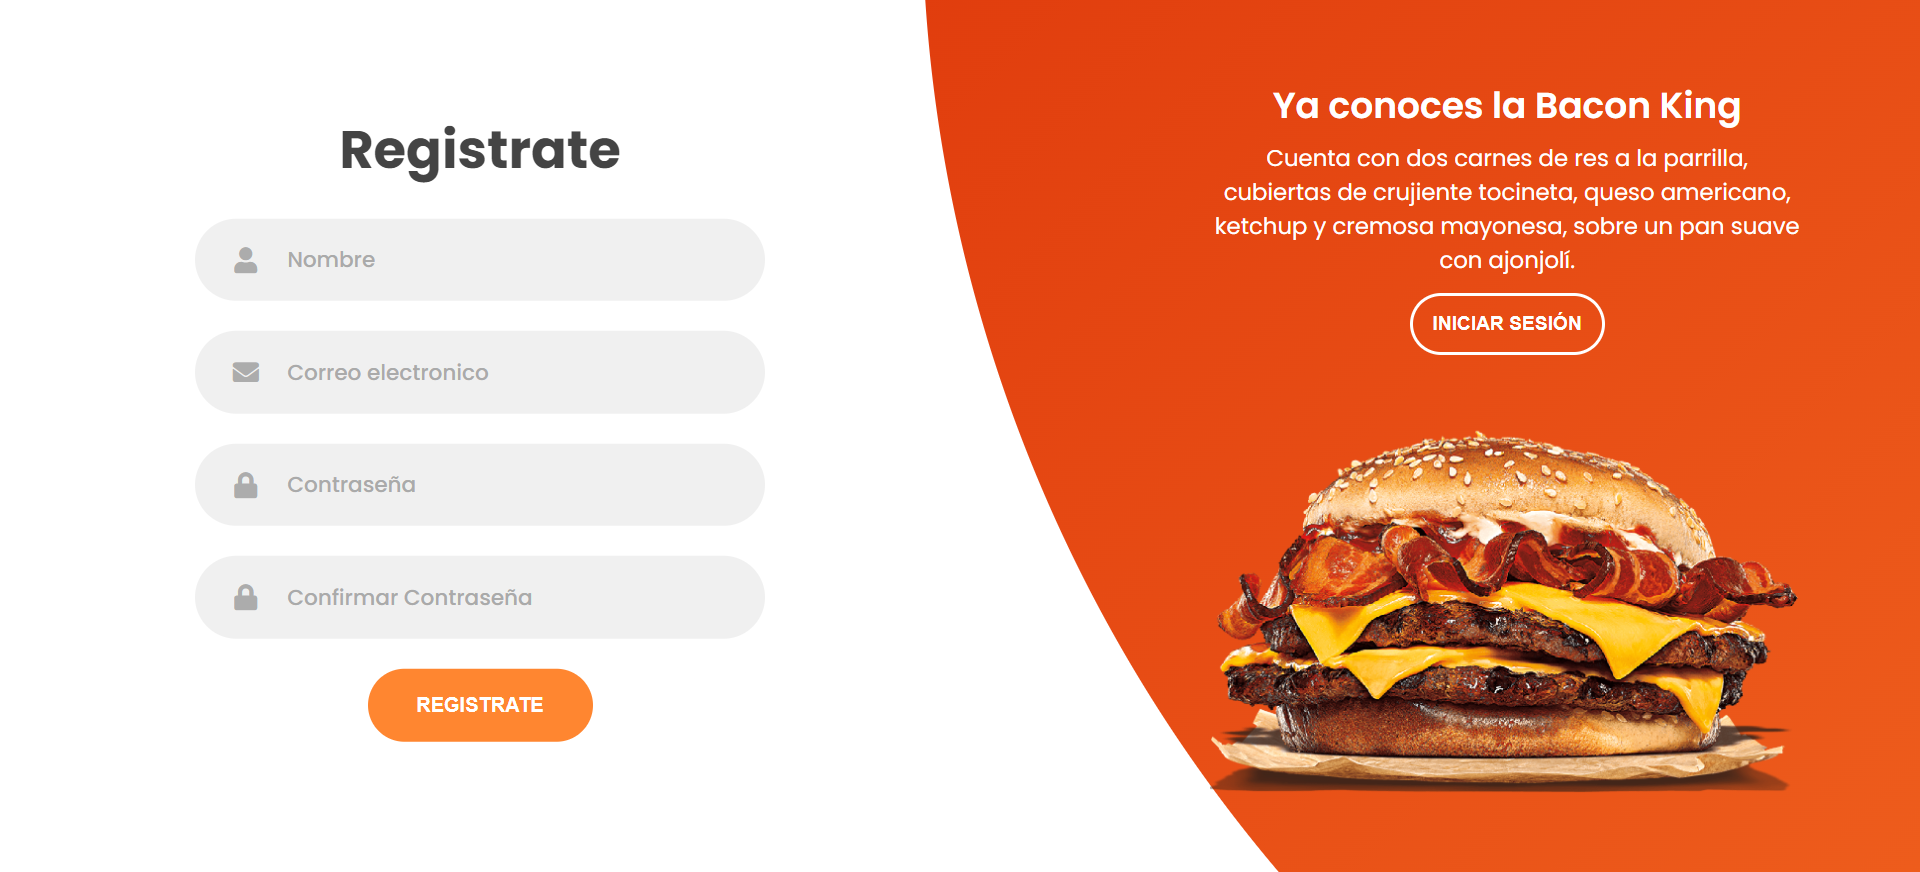 Registrate
Nombre
Correo electronico
Contraseña
Confirmar Contraseña
REGISTRATE
Ya conoces la Bacon King
Cuenta con dos carnes de res a la parrilla,
cubiertas de crujiente tocineta, queso americano,
ketchup y cremosa mayonesa, sobre un pan suave
con ajonjolí.
INICIAR SESIÓN